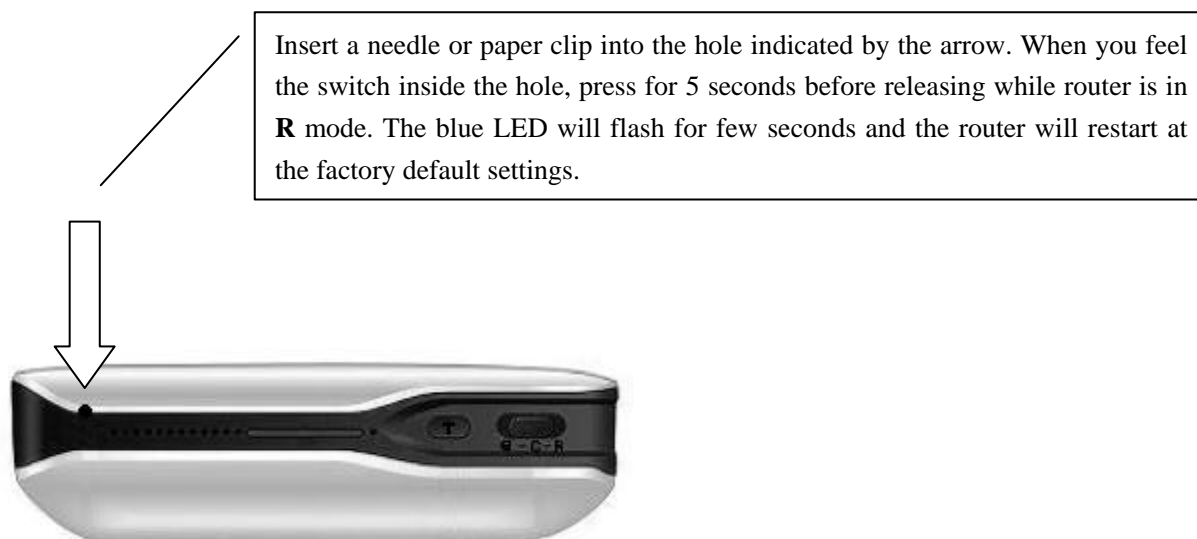 Insert a needle or paper clip into the hole indicated by the arrow. When you feel
the switch inside the hole, press for 5 seconds before releasing while router is in
R mode. The blue LED will flash for few seconds and the router will restart at
the factory default settings.
T
-C-R